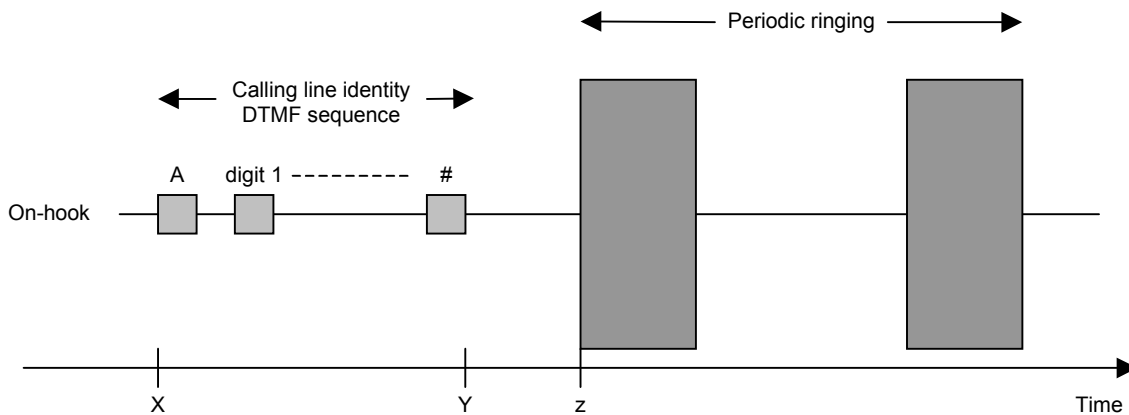 Periodic ringing
Calling line identity
DTMF sequence
A digit 1 #
On-hook
X Y z Time